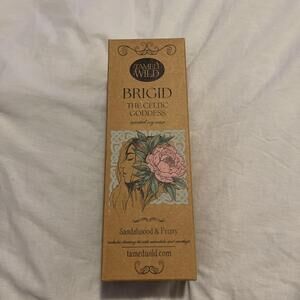 TAMED
WILD
BRIGID
THE CELTIC
GODDESS
Sandalwood & Peony
tamedwild.com